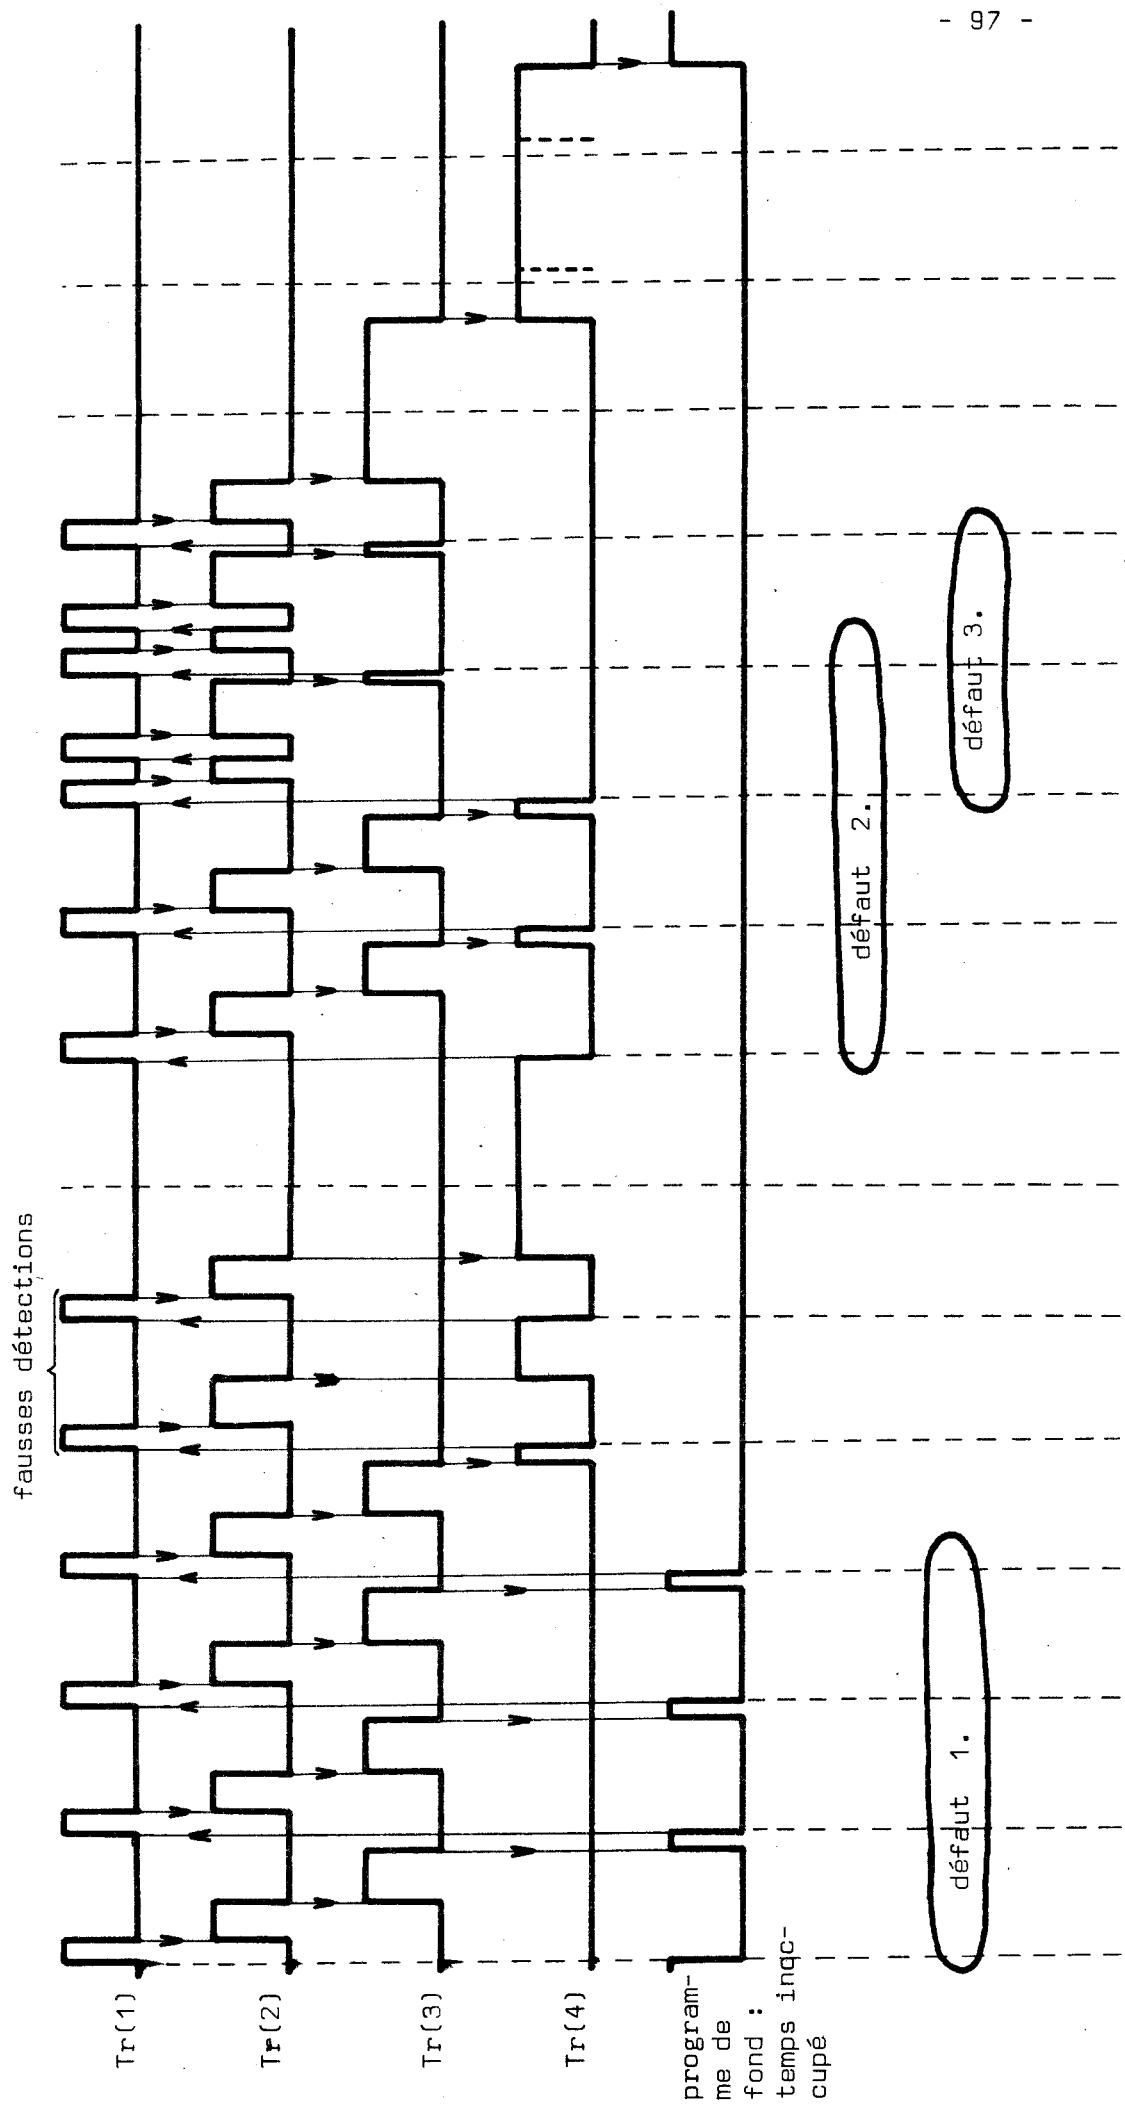 - 97 -
fausses détections
Tr(1)
Tr(2)
Tr(3)
Tr(4)
program-
me de
fond :
temps inoc-
cupé
défaut 1.
défaut 2.
défaut 3.